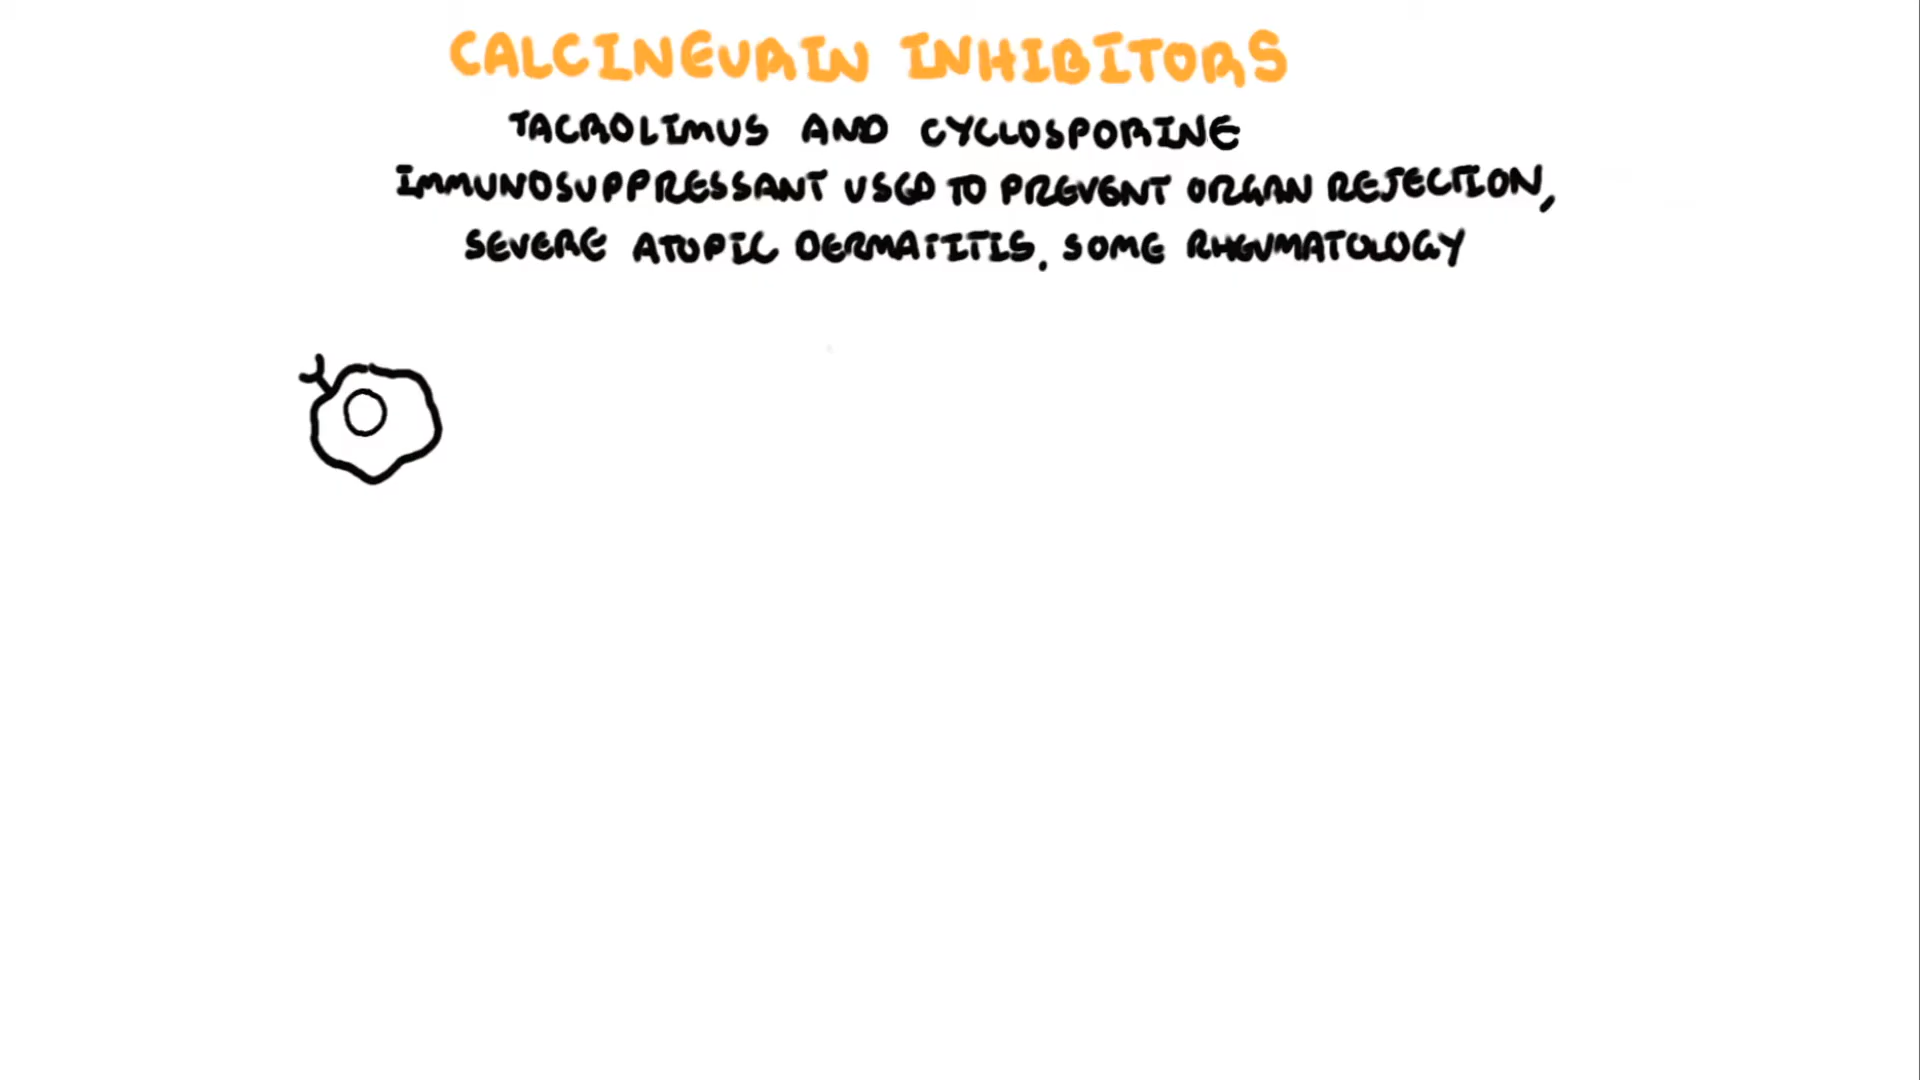 CALCINEURIN INHIBITORS
TACROLIMUS AND CYCLOSPORINE
IMMUNOSUPPRESSANT USED TO PREVENT ORGAN REJECTION,
SEVERE ATOPIC DERMATITIS, SOME RHEUMATOLOGY